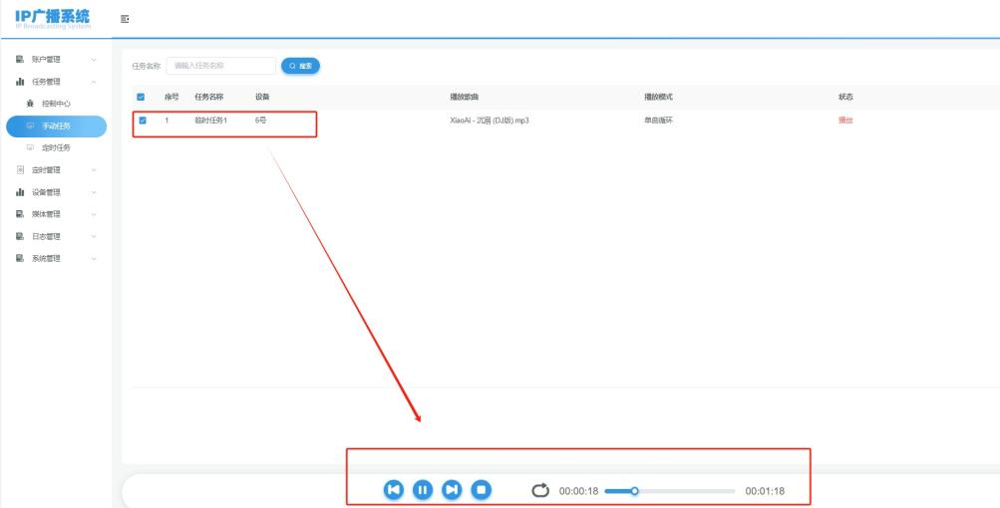 IP广播系统
IP Broadcasting System
账户管理
任务管理
控制中心
手动任务
定时任务
定时管理
设备管理
媒体管理
日志管理
系统管理
任务名称 请输入任务名称 搜索
序号 任务名称 设备 播放歌曲 播放模式 状态
1 临时任务1 6号 XiaoAi - 沉溺 (DJ版).mp3 单曲循环 播放
00:00:18 00:01:18